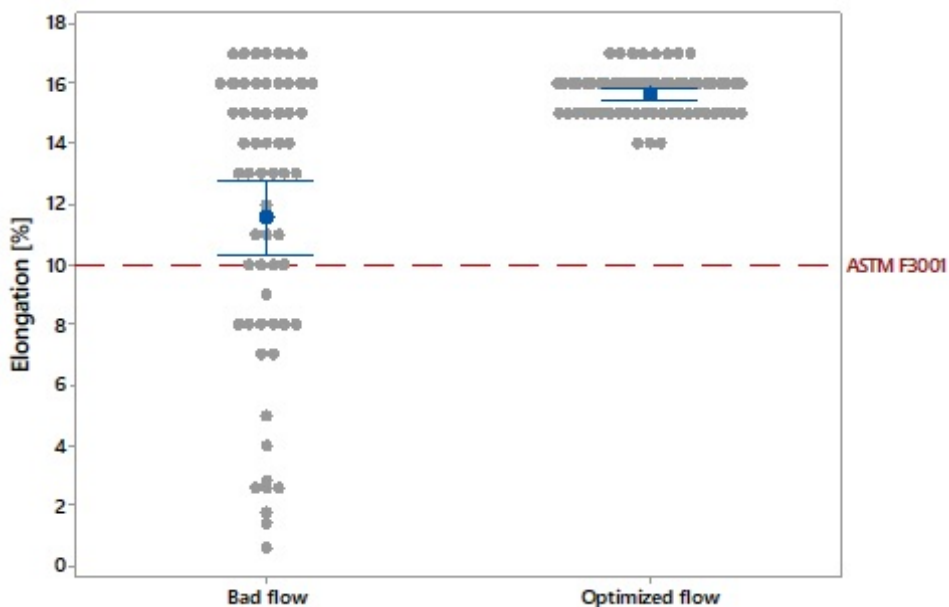 18
16
14
12
10
8
6
4
2
0
Elongation [%]
ASTM F3001
Bad flow
Optimized flow